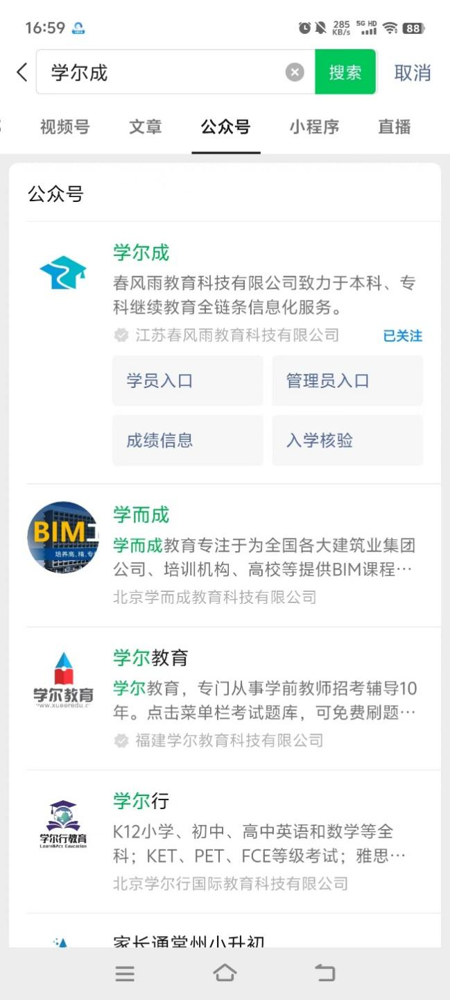 16:59
285 KB/s 5G HD 88
学尔成 搜索 取消
视频号 文章 公众号 小程序 直播
公众号
学尔成
春风雨教育科技有限公司致力于本科、专
科继续教育全链条信息化服务。
江苏春风雨教育科技有限公司 已关注
学员入口 管理员入口
成绩信息 入学核验
BIM
培养高、精、专
学而成
学而成教育专注于为全国各大建筑业集团
公司、培训机构、高校等提供BIM课程…
北京学而成教育科技有限公司
学尔教育
www.xueeredu.c
学尔教育
学尔教育，专门从事学前教师招考辅导10
年。点击菜单栏考试题库，可免费刷题…
福建学尔教育科技有限公司
学尔行教育
Learn&Act Education
学尔行
K12小学、初中、高中英语和数学等全
科；KET、PET、FCE等级考试；雅思…
北京学尔行国际教育科技有限公司
家长通常州小升初